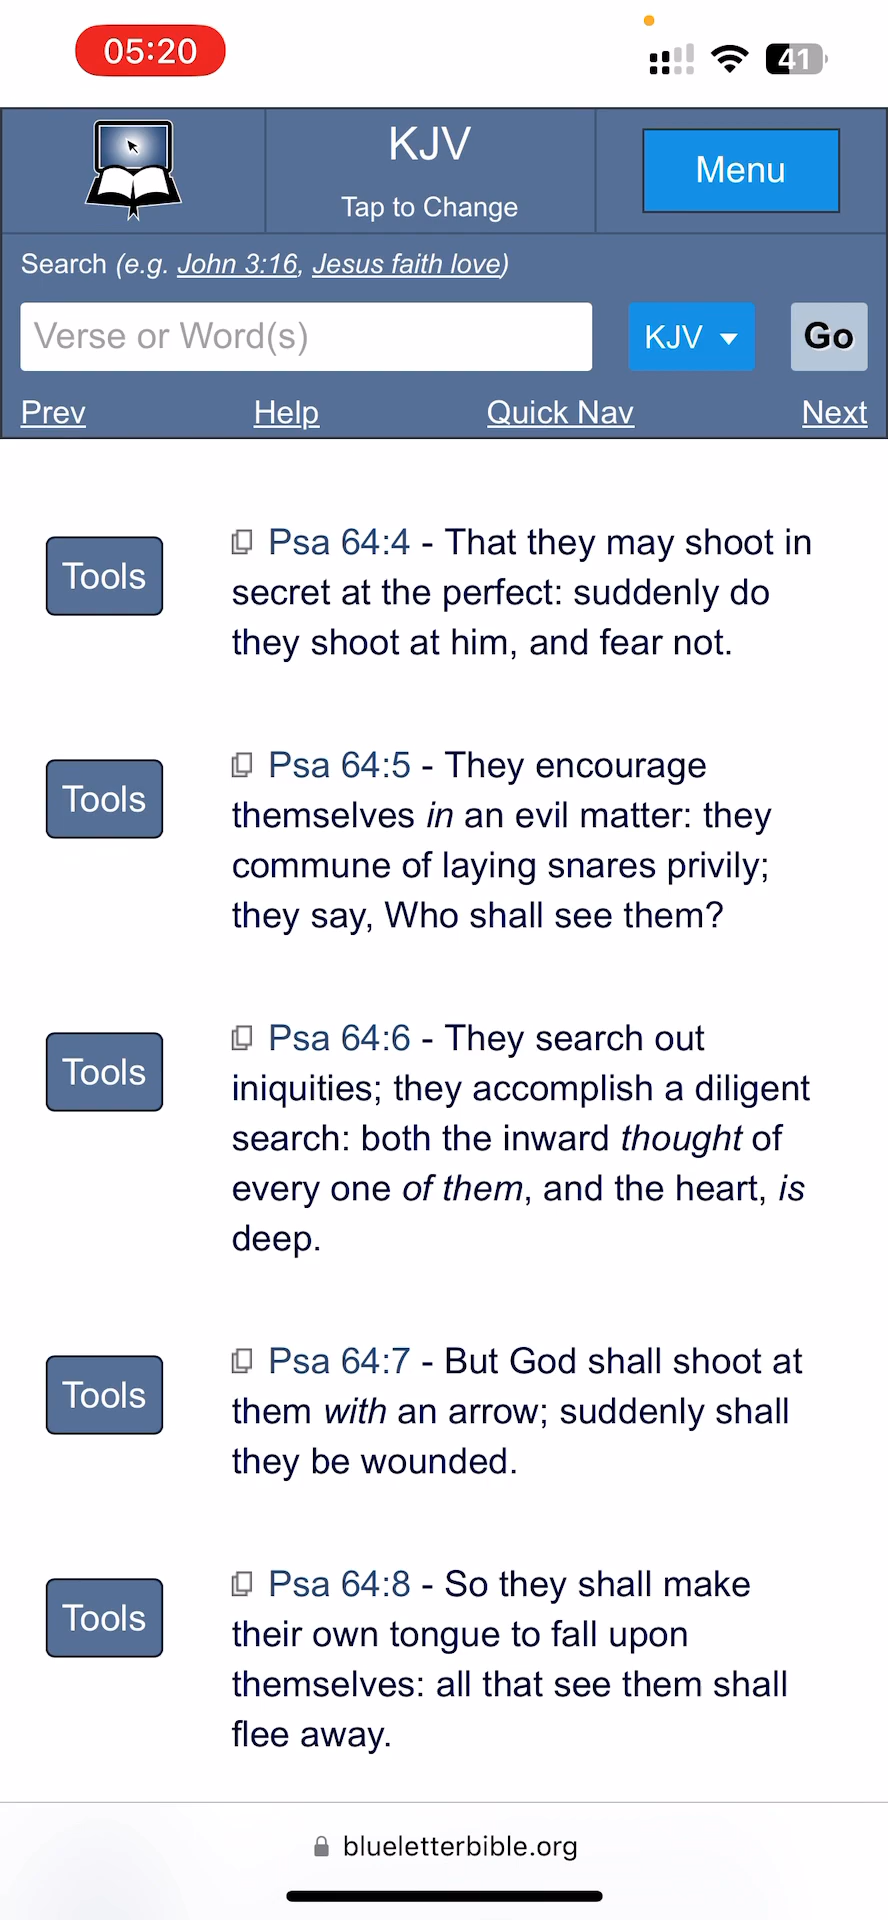 05:20
41
KJV
Tap to Change
Menu
Search (e.g. John 3:16, Jesus faith love)
Verse or Word(s)
KJV
Go
Prev
Help
Quick Nav
Next
Tools
Psa 64:4 - That they may shoot in
secret at the perfect: suddenly do
they shoot at him, and fear not.
Tools
Psa 64:5 - They encourage
themselves in an evil matter: they
commune of laying snares privily;
they say, Who shall see them?
Tools
Psa 64:6 - They search out
iniquities; they accomplish a diligent
search: both the inward thought of
every one of them, and the heart, is
deep.
Tools
Psa 64:7 - But God shall shoot at
them with an arrow; suddenly shall
they be wounded.
Tools
Psa 64:8 - So they shall make
their own tongue to fall upon
themselves: all that see them shall
flee away.
blueletterbible.org